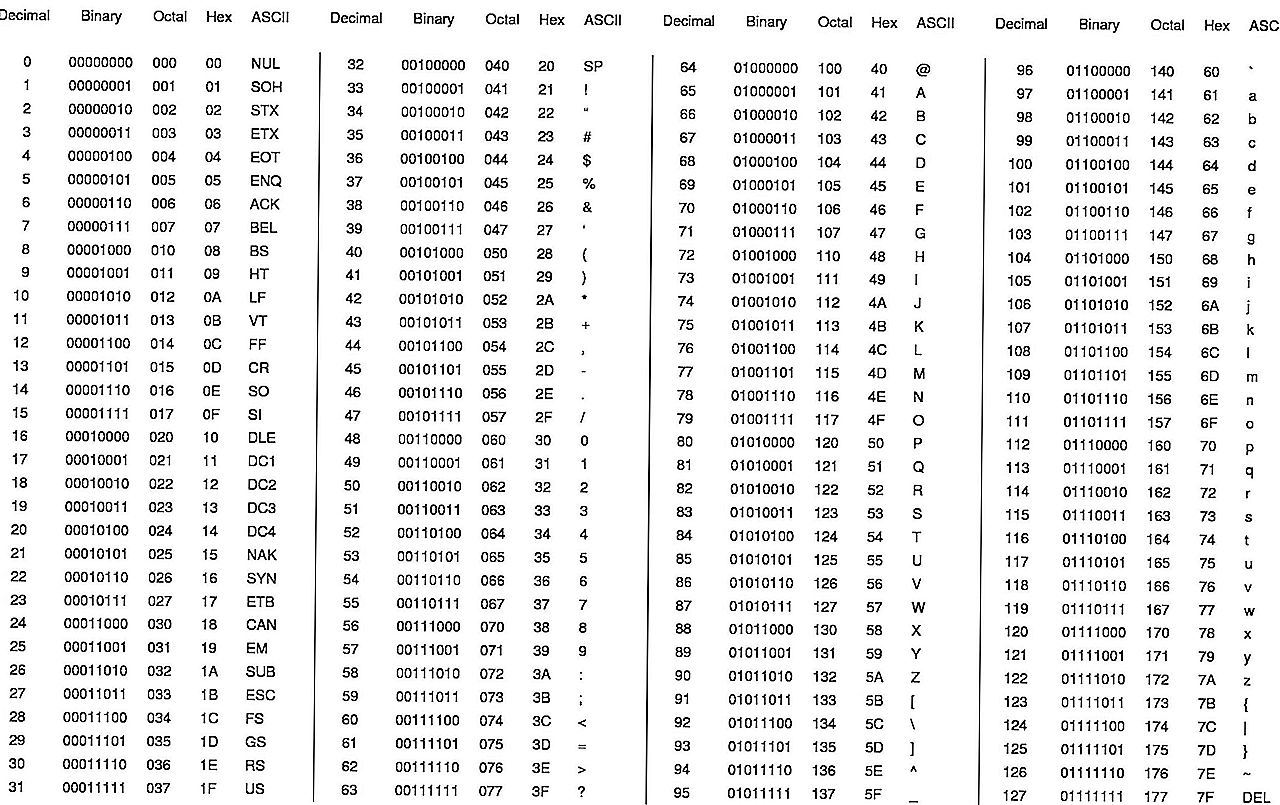 Decimal Binary Octal Hex ASCII Decimal Binary Octal Hex ASCII Decimal Binary Octal Hex ASCII Decimal Binary Octal Hex ASC
0 00000000 000 00 NUL 32 00100000 040 20 SP 64 01000000 100 40 @ 96 01100000 140 60 `
1 00000001 001 01 SOH 33 00100001 041 21 ! 65 01000001 101 41 A 97 01100001 141 61 a
2 00000010 002 02 STX 34 00100010 042 22 " 66 01000010 102 42 B 98 01100010 142 62 b
3 00000011 003 03 ETX 35 00100011 043 23 # 67 01000011 103 43 C 99 01100011 143 63 c
4 00000100 004 04 EOT 36 00100100 044 24 $ 68 01000100 104 44 D 100 01100100 144 64 d
5 00000101 005 05 ENQ 37 00100101 045 25 % 69 01000101 105 45 E 101 01100101 145 65 e
6 00000110 006 06 ACK 38 00100110 046 26 & 70 01000110 106 46 F 102 01100110 146 66 f
7 00000111 007 07 BEL 39 00100111 047 27 ' 71 01000111 107 47 G 103 01100111 147 67 g
8 00001000 010 08 BS 40 00101000 050 28 ( 72 01001000 110 48 H 104 01101000 150 68 h
9 00001001 011 09 HT 41 00101001 051 29 ) 73 01001001 111 49 I 105 01101001 151 69 i
10 00001010 012 0A LF 42 00101010 052 2A * 74 01001010 112 4A J 106 01101010 152 6A j
11 00001011 013 0B VT 43 00101011 053 2B + 75 01001011 113 4B K 107 01101011 153 6B k
12 00001100 014 0C FF 44 00101100 054 2C , 76 01001100 114 4C L 108 01101100 154 6C l
13 00001101 015 0D CR 45 00101101 055 2D - 77 01001101 115 4D M 109 01101101 155 6D m
14 00001110 016 0E SO 46 00101110 056 2E . 78 01001110 116 4E N 110 01101110 156 6E n
15 00001111 017 0F SI 47 00101111 057 2F / 79 01001111 117 4F O 111 01101111 157 6F o
16 00010000 020 10 DLE 48 00110000 060 30 0 80 01010000 120 50 P 112 01110000 160 70 p
17 00010001 021 11 DC1 49 00110001 061 31 1 81 01010001 121 51 Q 113 01110001 161 71 q
18 00010010 022 12 DC2 50 00110010 062 32 2 82 01010010 122 52 R 114 01110010 162 72 r
19 00010011 023 13 DC3 51 00110011 063 33 3 83 01010011 123 53 S 115 01110011 163 73 s
20 00010100 024 14 DC4 52 00110100 064 34 4 84 01010100 124 54 T 116 01110100 164 74 t
21 00010101 025 15 NAK 53 00110101 065 35 5 85 01010101 125 55 U 117 01110101 165 75 u
22 00010110 026 16 SYN 54 00110110 066 36 6 86 01010110 126 56 V 118 01110110 166 76 v
23 00010111 027 17 ETB 55 00110111 067 37 7 87 01010111 127 57 W 119 01110111 167 77 w
24 00011000 030 18 CAN 56 00111000 070 38 8 88 01011000 130 58 X 120 01111000 170 78 x
25 00011001 031 19 EM 57 00111001 071 39 9 89 01011001 131 59 Y 121 01111001 171 79 y
26 00011010 032 1A SUB 58 00111010 072 3A : 90 01011010 132 5A Z 122 01111010 172 7A z
27 00011011 033 1B ESC 59 00111011 073 3B ; 91 01011011 133 5B [ 123 01111011 173 7B {
28 00011100 034 1C FS 60 00111100 074 3C < 92 01011100 134 5C \ 124 01111100 174 7C |
29 00011101 035 1D GS 61 00111101 075 3D = 93 01011101 135 5D ] 125 01111101 175 7D }
30 00011110 036 1E RS 62 00111110 076 3E > 94 01011110 136 5E ^ 126 01111110 176 7E ~
31 00011111 037 1F US 63 00111111 077 3F ? 95 01011111 137 5F _ 127 01111111 177 7F DEL